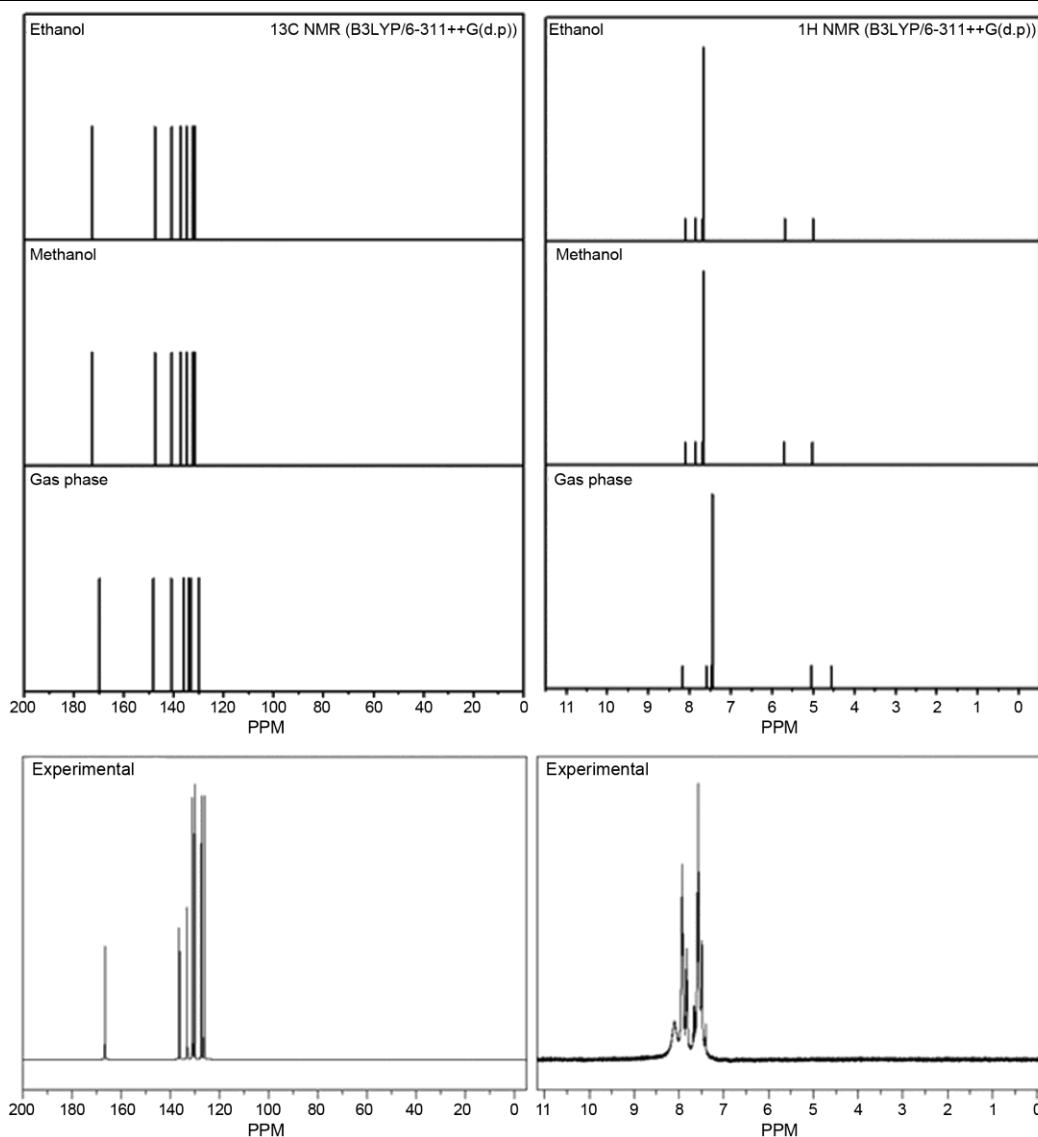 Ethanol 13C NMR (B3LYP/6-311++G(d.p))
Methanol
Gas phase
200 180 160 140 120 100 80 60 40 20 0
PPM
Ethanol 1H NMR (B3LYP/6-311++G(d.p))
Methanol
Gas phase
11 10 9 8 7 6 5 4 3 2 1 0
PPM
Experimental
200 180 160 140 120 100 80 60 40 20 0
PPM
Experimental
11 10 9 8 7 6 5 4 3 2 1 0
PPM